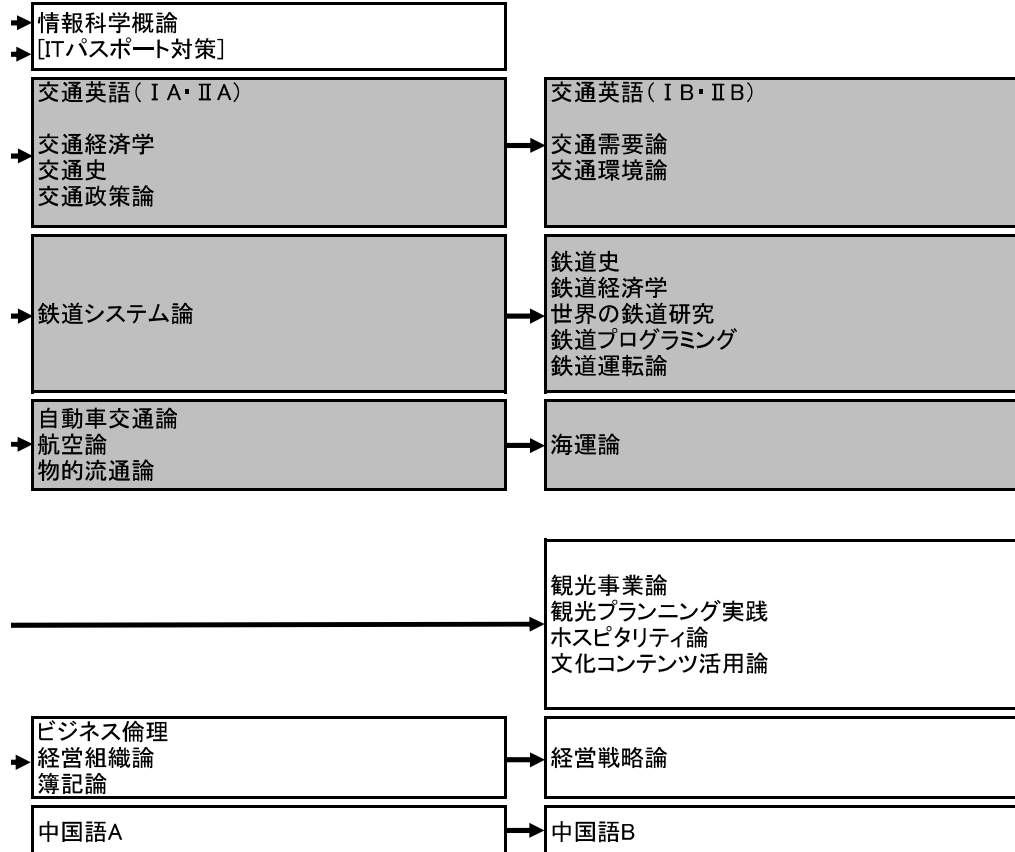 情報科学概論
[ITパスポート対策]
交通英語(ⅠA・ⅡA)
交通経済学
交通史
交通政策論
交通英語(ⅠB・ⅡB)
交通需要論
交通環境論
鉄道システム論
鉄道史
鉄道経済学
世界の鉄道研究
鉄道プログラミング
鉄道運転論
自動車交通論
航空論
物的流通論
海運論
観光事業論
観光プランニング実践
ホスピタリティ論
文化コンテンツ活用論
ビジネス倫理
経営組織論
簿記論
経営戦略論
中国語A
中国語B